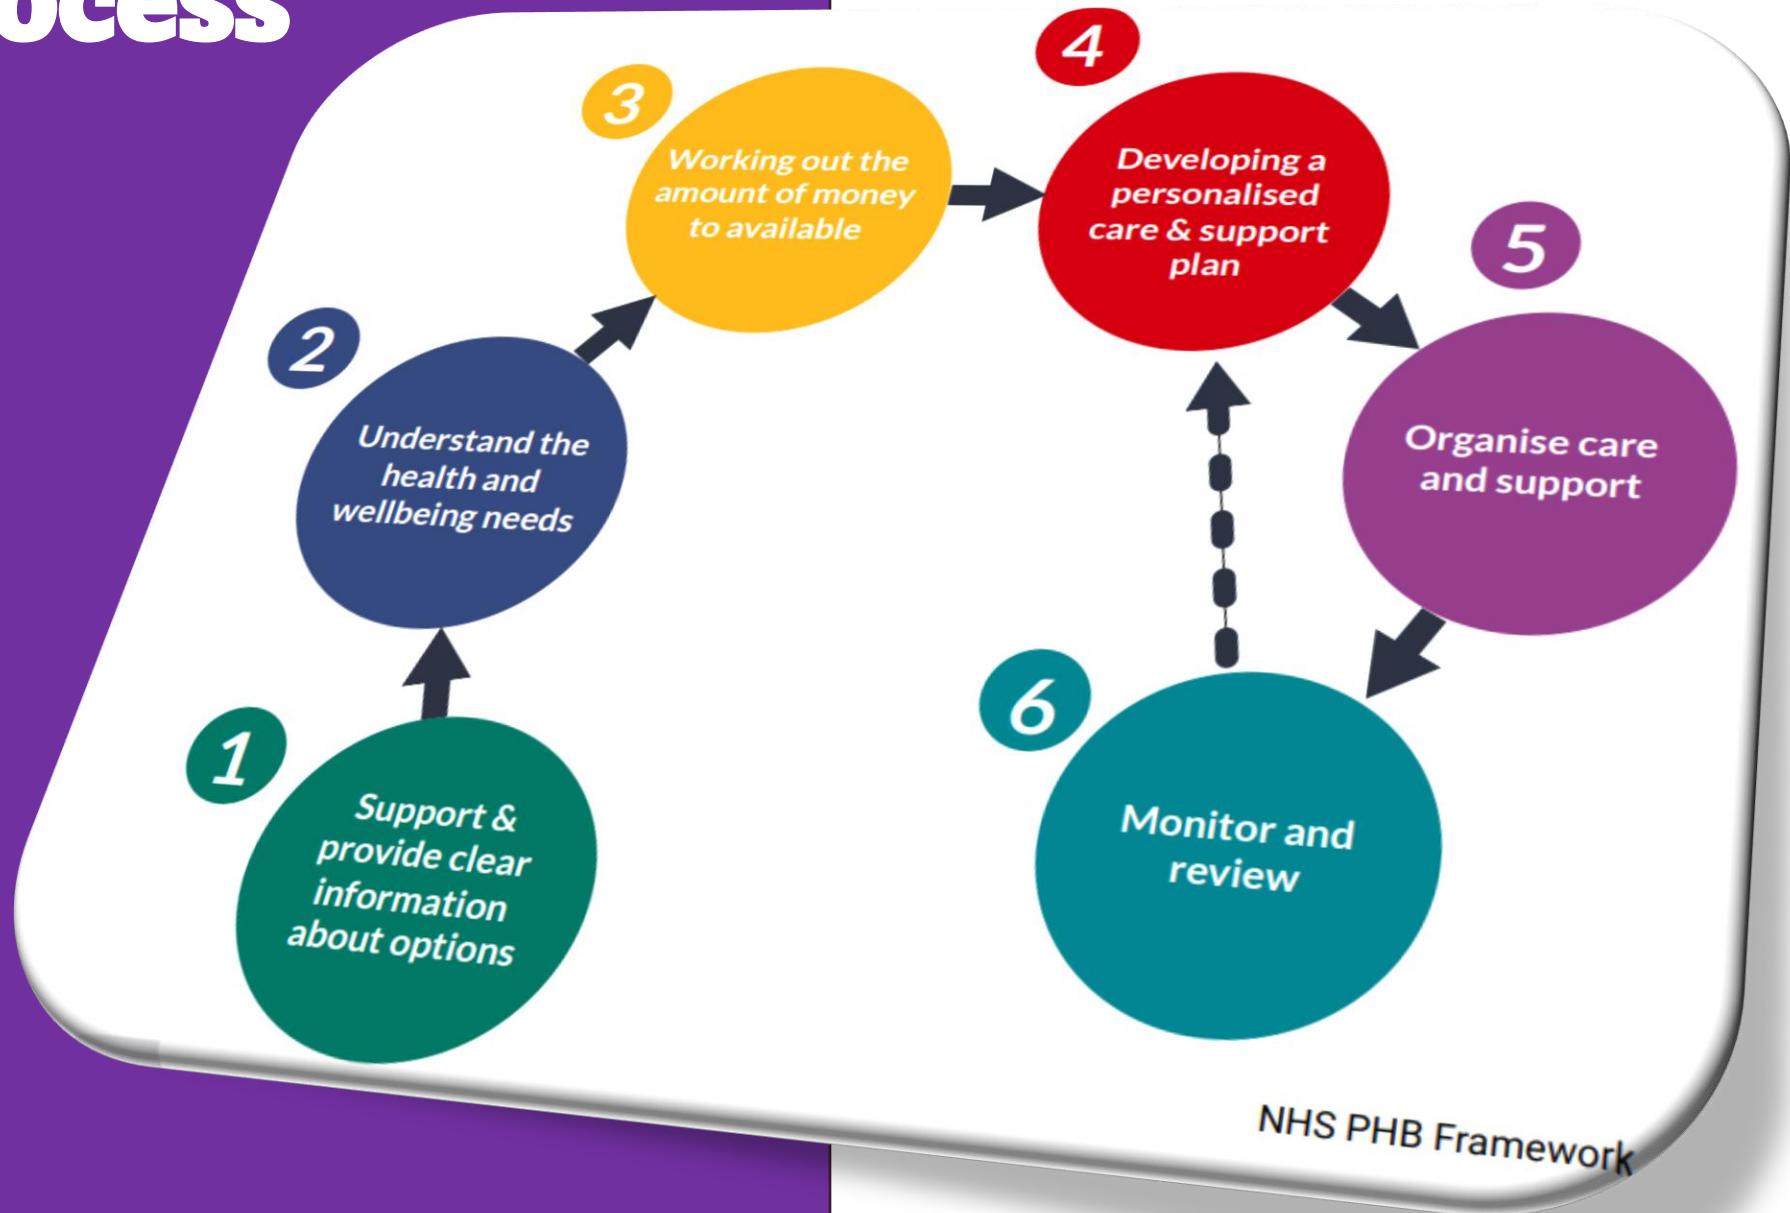 1
Support &
provide clear
information
about options
2
Understand the
health and
wellbeing needs
3
Working out the
amount of money
to available
4
Developing a
personalised
care & support
plan
5
Organise care
and support
6
Monitor and
review
NHS PHB Framework